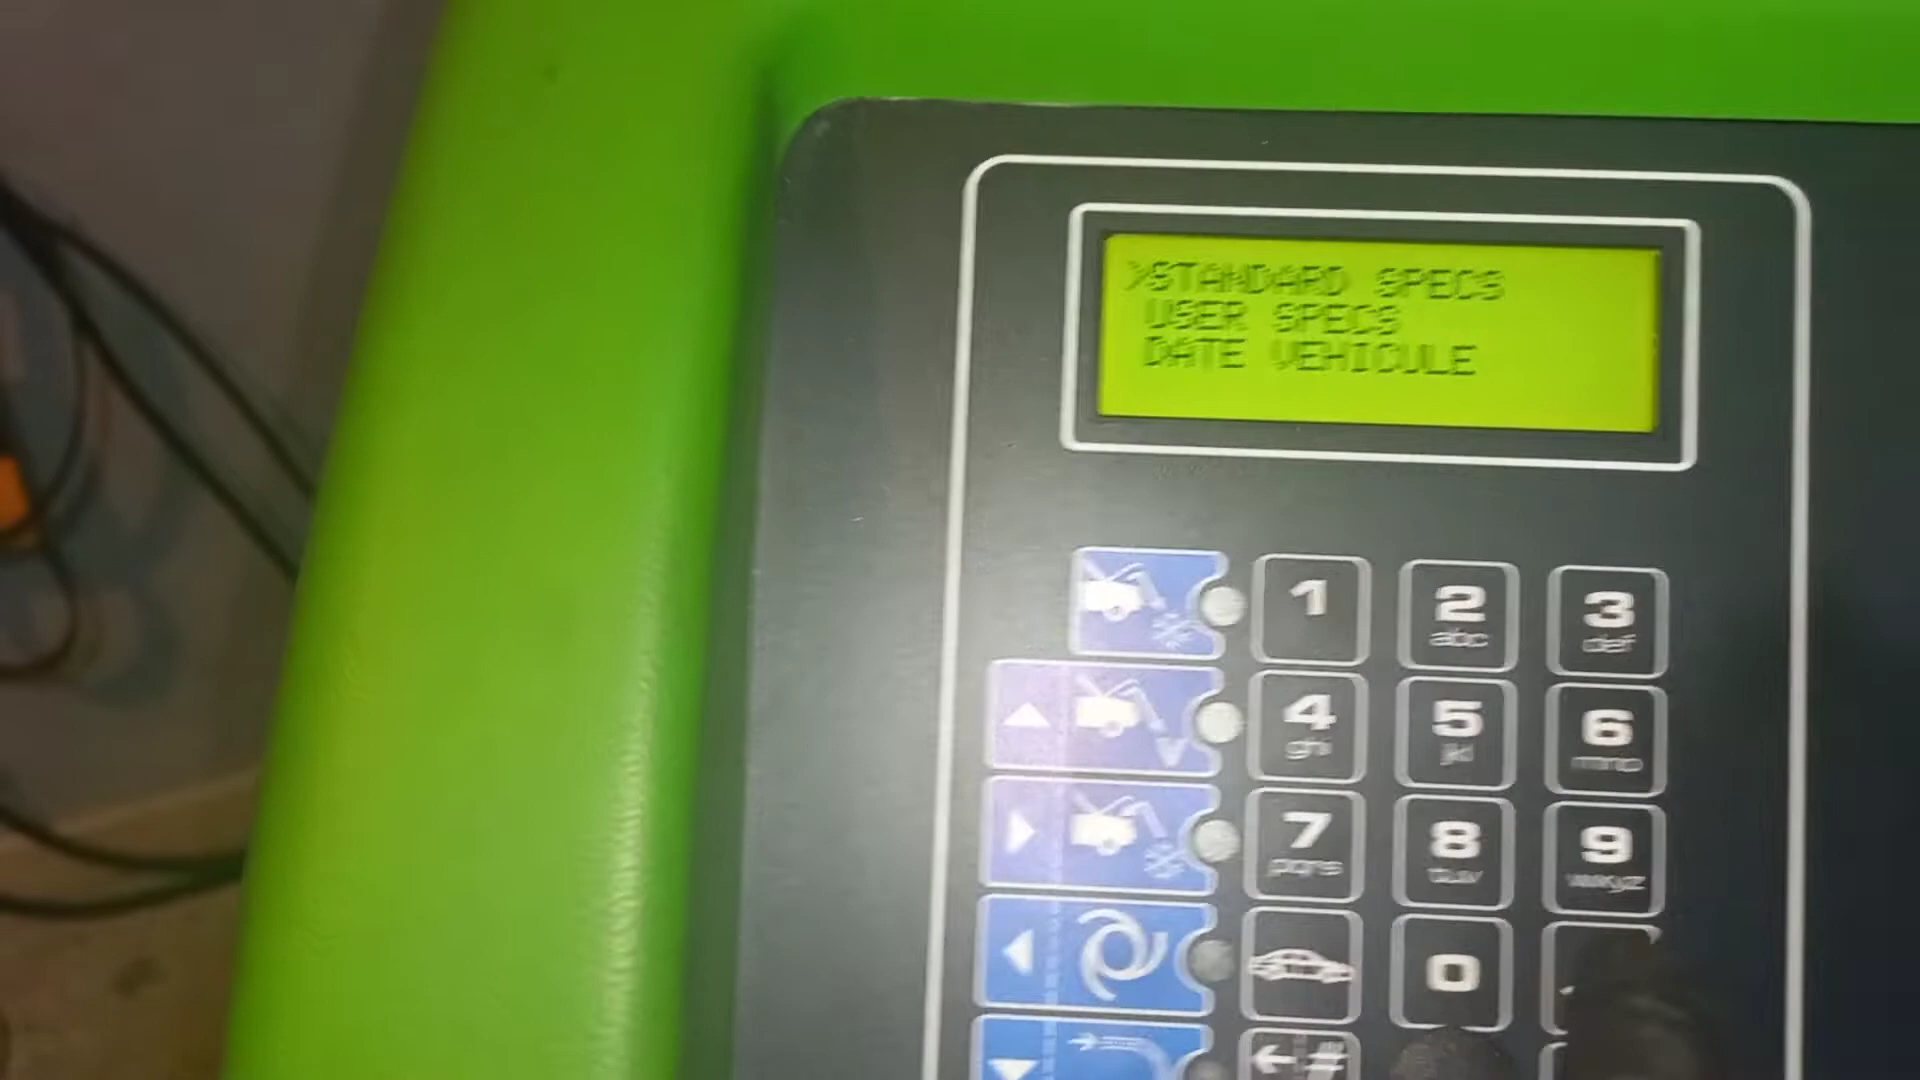 >STANDARD SPECS
USER SPECS
DATE VEHICULE
1
2
abc
3
def
4
ghi
5
jkl
6
mno
7
pqrs
8
tuv
9
wxyz
0
←
#